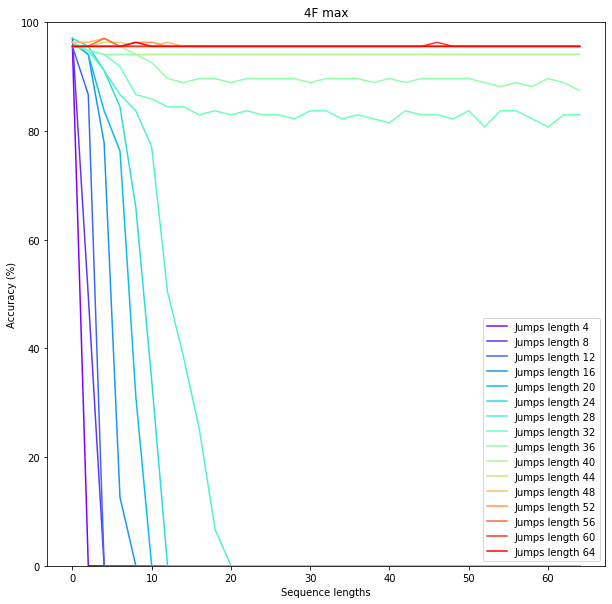 4F max
100
80
60
40
20
0
Accuracy (%)
0 10 20 30 40 50 60
Sequence lengths
Jumps length 4
Jumps length 8
Jumps length 12
Jumps length 16
Jumps length 20
Jumps length 24
Jumps length 28
Jumps length 32
Jumps length 36
Jumps length 40
Jumps length 44
Jumps length 48
Jumps length 52
Jumps length 56
Jumps length 60
Jumps length 64